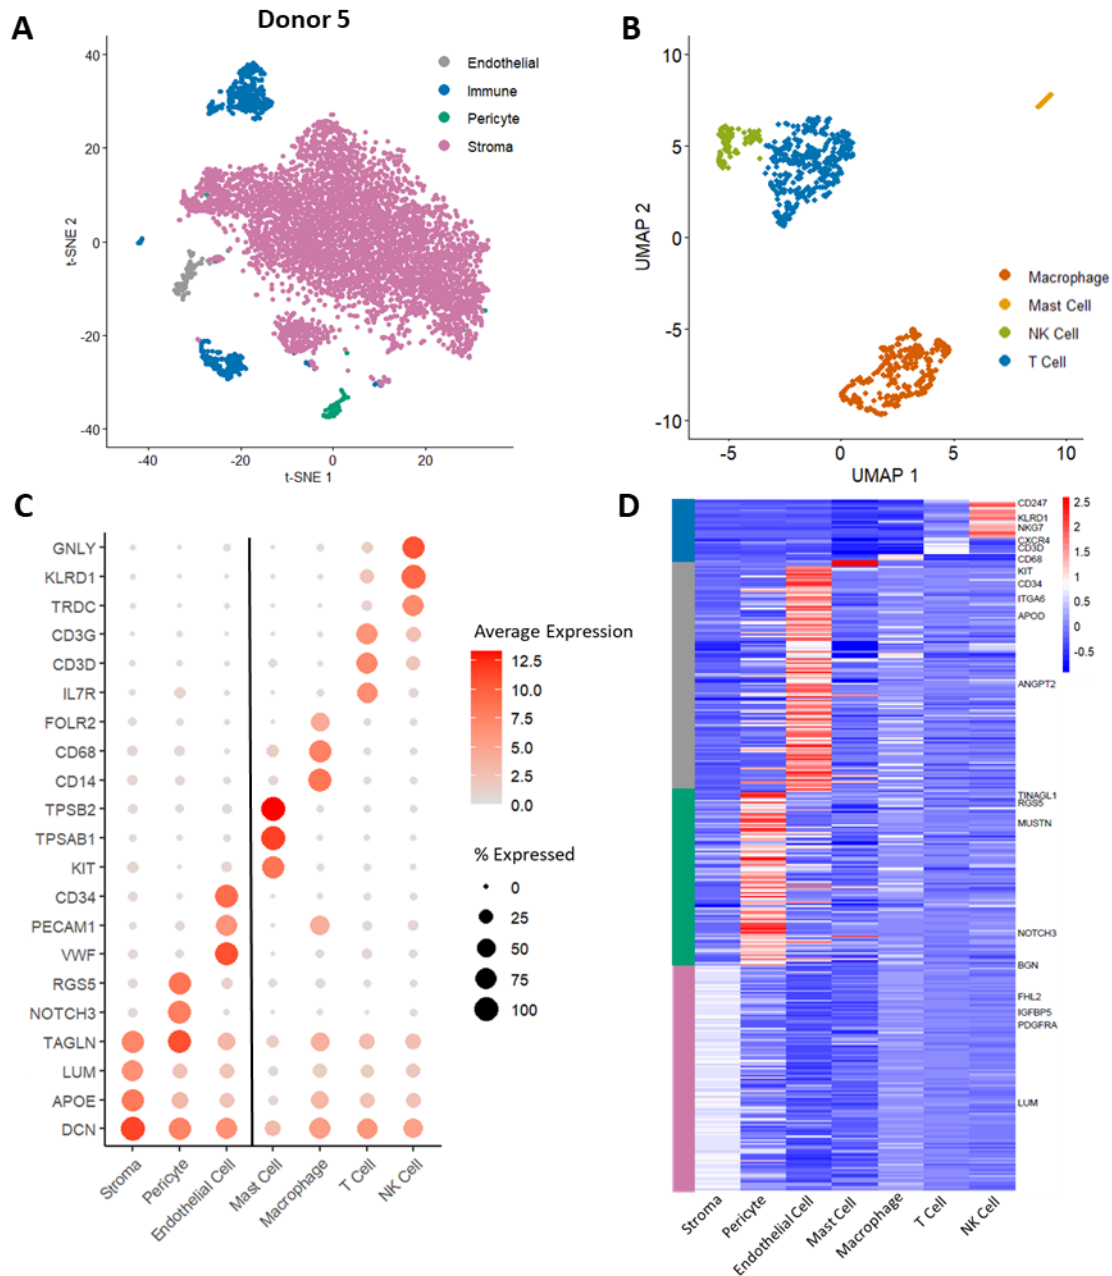 A
Donor 5
Endothelial
Immune
Pericyte
Stroma
40
20
0
-20
-40
t-SNE 2
-40
-20
0
20
t-SNE 1
B
10
5
0
-5
-10
UMAP 2
Macrophage
Mast Cell
NK Cell
T Cell
-5
0
5
10
UMAP 1
C
GNLY
KLRD1
TRDC
CD3G
CD3D
IL7R
FOLR2
CD68
CD14
TPSB2
TPSAB1
KIT
CD34
PECAM1
VWF
RGS5
NOTCH3
TAGLN
LUM
APOE
DCN
Stroma
Pericyte
Endothelial Cell
Mast Cell
Macrophage
T Cell
NK Cell
Average Expression
12.5
10.0
7.5
5.0
2.5
0.0
% Expressed
0
25
50
75
100
D
CD247
KLRD1
NKG7
CXCR4
CD3D
CD68
KIT
CD34
ITGA6
APOD
ANGPT2
TINAGL1
RGS5
MUSTN
NOTCH3
BGN
FHL2
IGFBP5
PDGFRA
LUM
2.5
2
1.5
1
0.5
0
-0.5
Stroma
Pericyte
Endothelial Cell
Mast Cell
Macrophage
T Cell
NK Cell